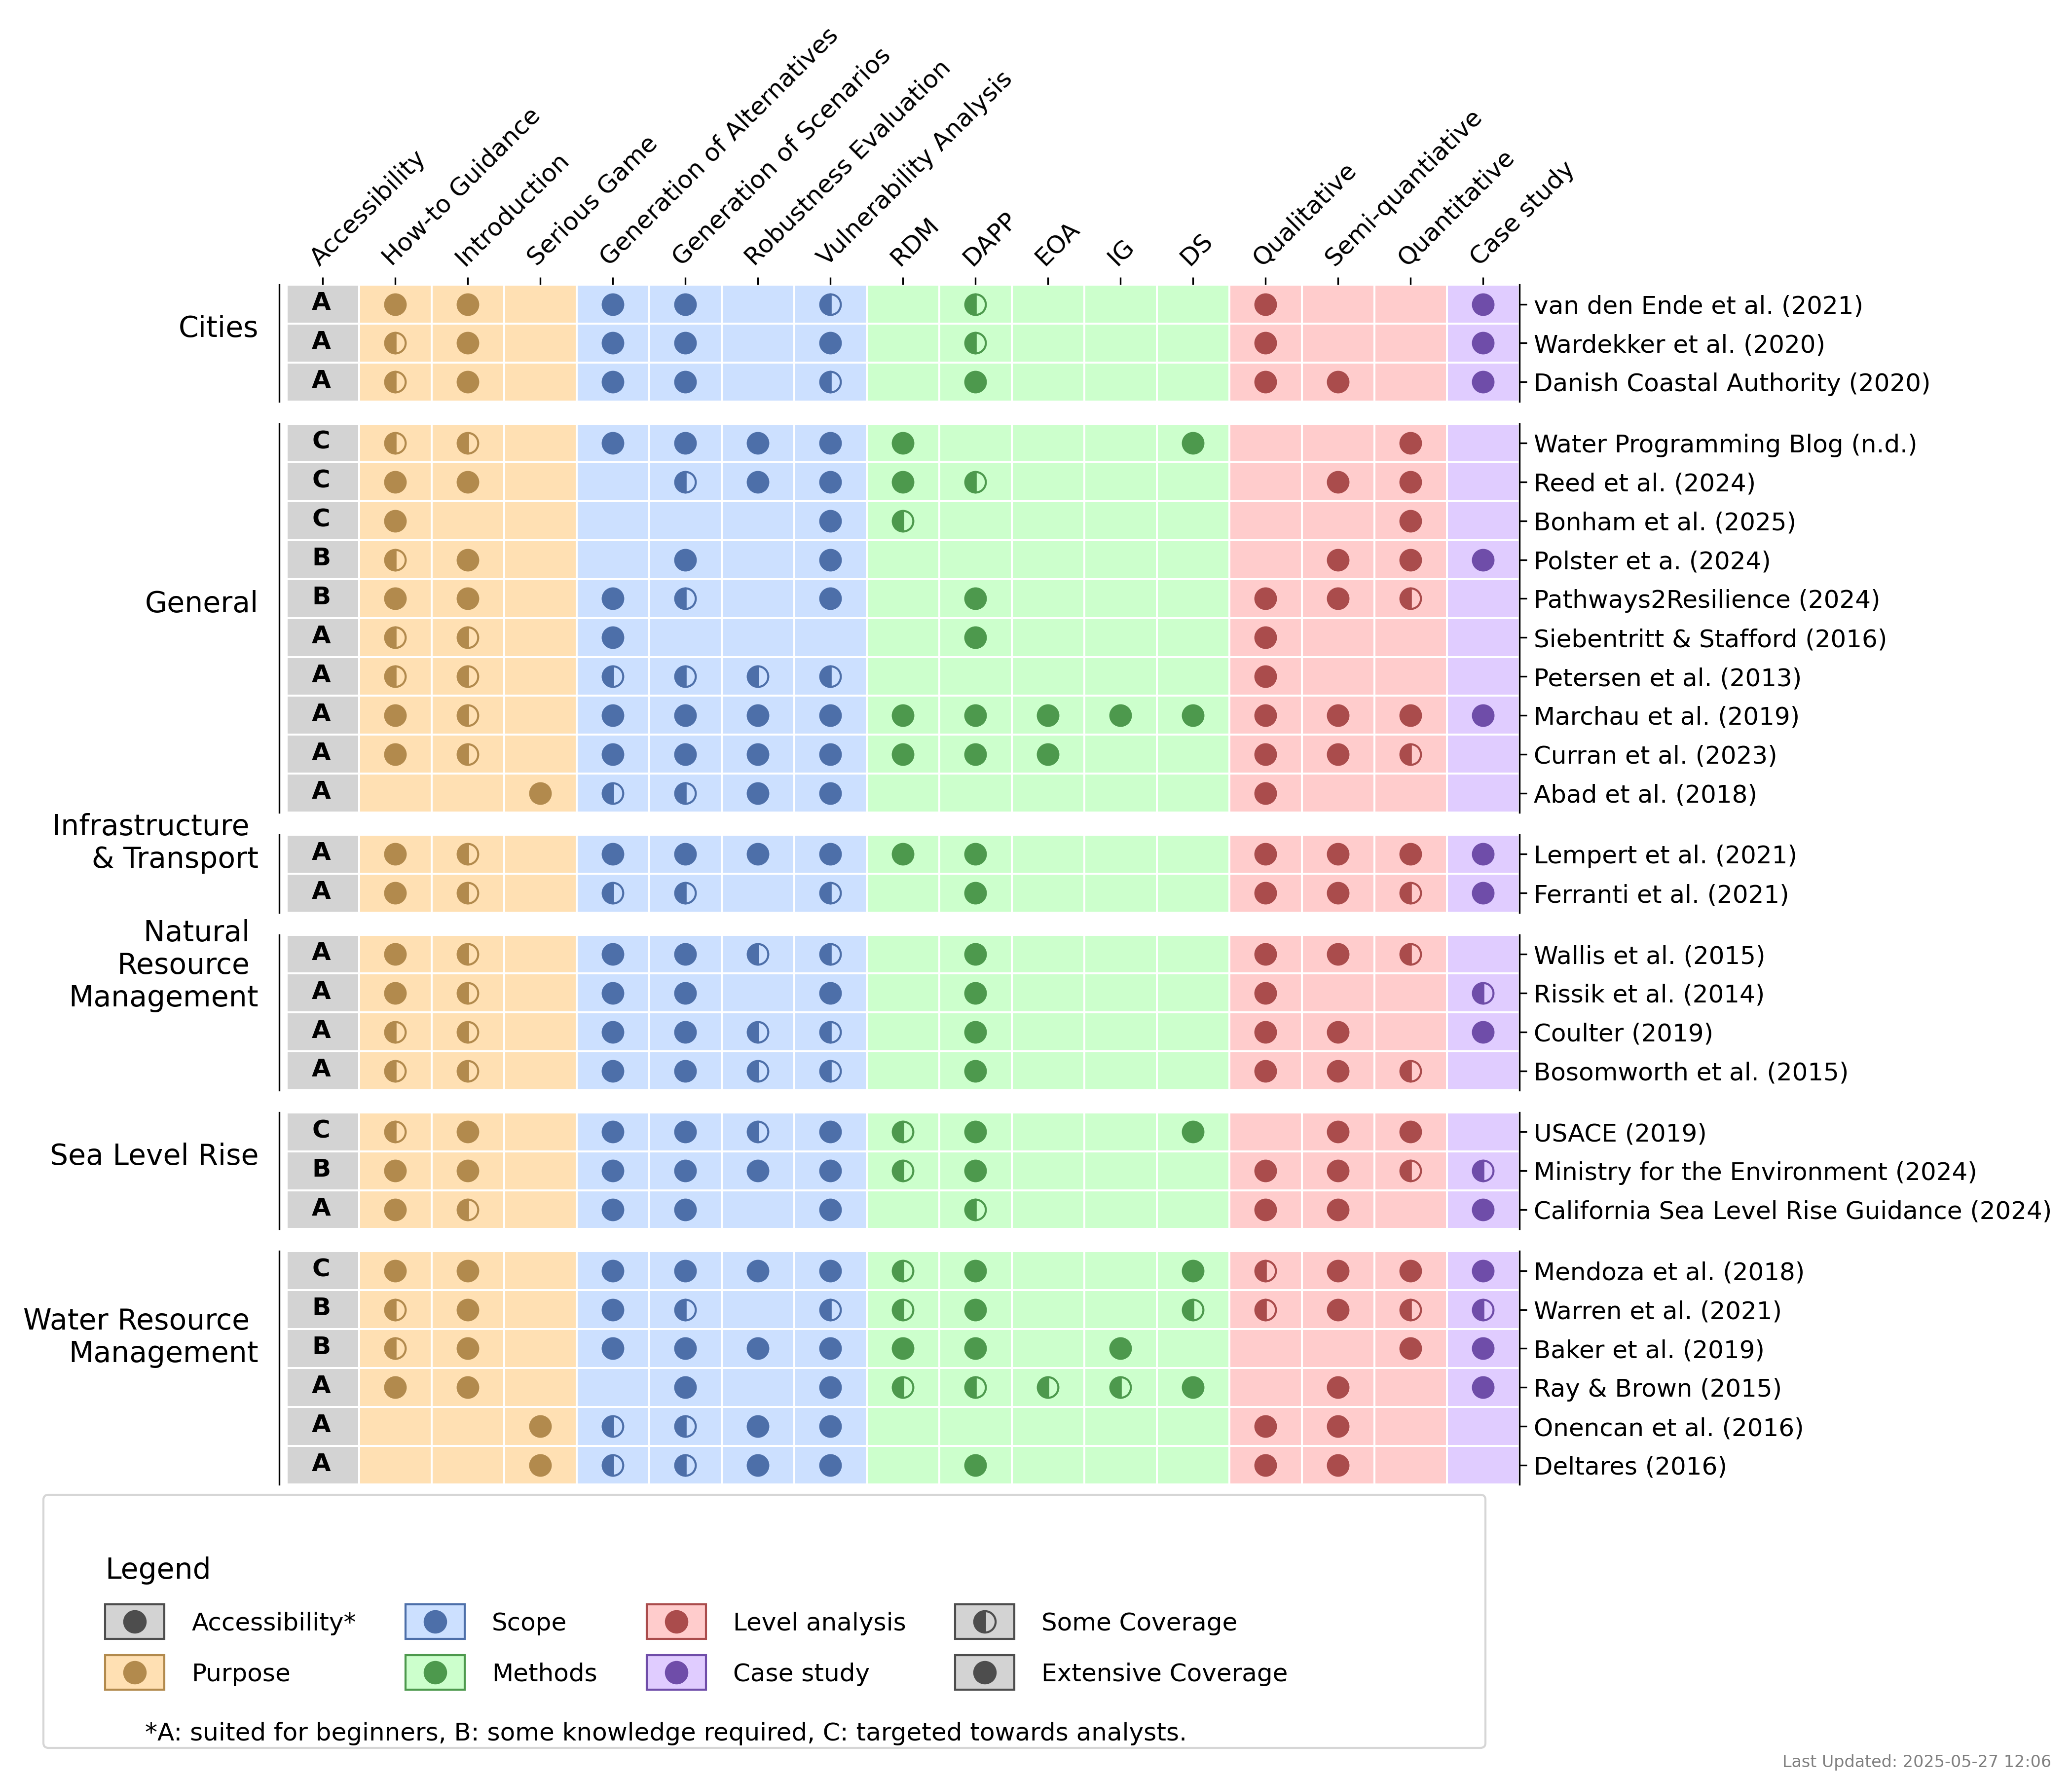 Accessibility
How-to Guidance
Introduction
Serious Game
Generation of Alternatives
Generation of Scenarios
Robustness Evaluation
Vulnerability Analysis
RDM
DAPP
EOA
IG
DS
Qualitative
Semi-quantiative
Quantitative
Case study
Cities
A van den Ende et al. (2021)
A Wardekker et al. (2020)
A Danish Coastal Authority (2020)
General
C Water Programming Blog (n.d.)
C Reed et al. (2024)
C Bonham et al. (2025)
B Polster et a. (2024)
B Pathways2Resilience (2024)
A Siebentritt & Stafford (2016)
A Petersen et al. (2013)
A Marchau et al. (2019)
A Curran et al. (2023)
A Abad et al. (2018)
Infrastructure
& Transport
A Lempert et al. (2021)
A Ferranti et al. (2021)
Natural
Resource
Management
A Wallis et al. (2015)
A Rissik et al. (2014)
A Coulter (2019)
A Bosomworth et al. (2015)
Sea Level Rise
C USACE (2019)
B Ministry for the Environment (2024)
A California Sea Level Rise Guidance (2024)
Water Resource
Management
C Mendoza et al. (2018)
B Warren et al. (2021)
B Baker et al. (2019)
A Ray & Brown (2015)
A Onencan et al. (2016)
A Deltares (2016)
Legend
Accessibility* Scope Level analysis Some Coverage
Purpose Methods Case study Extensive Coverage
*A: suited for beginners, B: some knowledge required, C: targeted towards analysts.
Last Updated: 2025-05-27 12:06